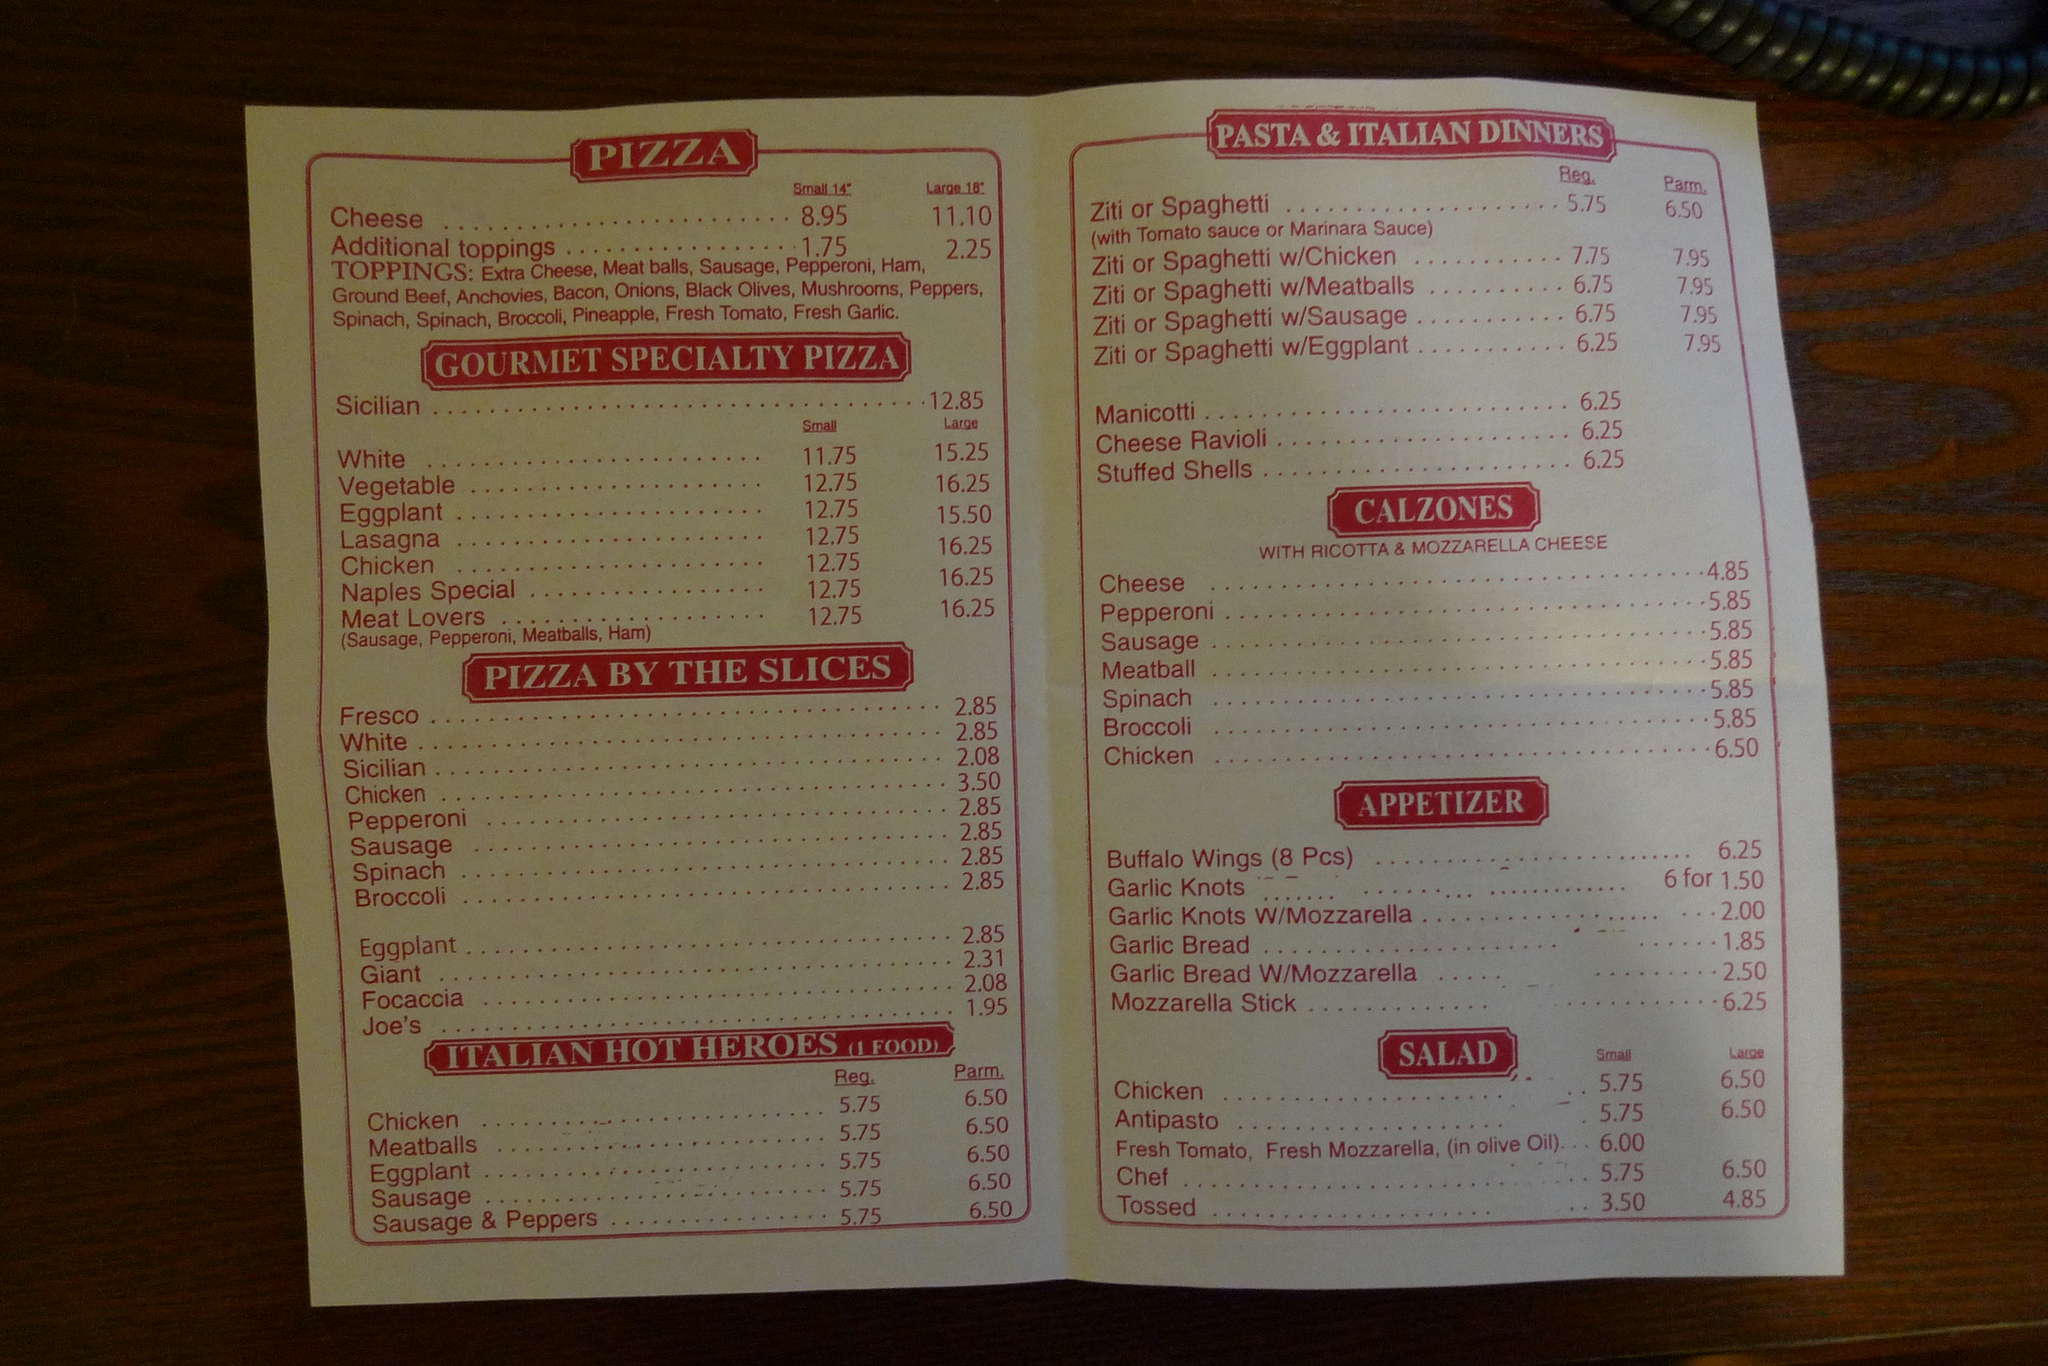 PIZZA
Small 14" Large 18"
Cheese 8.95 11.10
Additional toppings 1.75 2.25
TOPPINGS: Extra Cheese, Meat balls, Sausage, Pepperoni, Ham,
Ground Beef, Anchovies, Bacon, Onions, Black Olives, Mushrooms, Peppers,
Spinach, Spinach, Broccoli, Pineapple, Fresh Tomato, Fresh Garlic.
GOURMET SPECIALTY PIZZA
Sicilian 12.85
Small Large
White 11.75 15.25
Vegetable 12.75 16.25
Eggplant 12.75 15.50
Lasagna 12.75 16.25
Chicken 12.75 16.25
Naples Special 12.75 16.25
Meat Lovers 12.75
(Sausage, Pepperoni, Meatballs, Ham)
PIZZA BY THE SLICES
Fresco 2.85
White 2.85
Sicilian 2.08
Chicken 3.50
Pepperoni 2.85
Sausage 2.85
Spinach 2.85
Broccoli 2.85
Eggplant 2.85
Giant 2.31
Focaccia 2.08
Joe's 1.95
ITALIAN HOT HEROES (1 FOOD)
Reg. Parm.
Chicken 5.75 6.50
Meatballs 5.75 6.50
Eggplant 5.75 6.50
Sausage 5.75 6.50
Sausage & Peppers 5.75 6.50
PASTA & ITALIAN DINNERS
Reg. Parm.
Ziti or Spaghetti 5.75 6.50
(with Tomato sauce or Marinara Sauce)
Ziti or Spaghetti w/Chicken 7.75 7.95
Ziti or Spaghetti w/Meatballs 6.75 7.95
Ziti or Spaghetti w/Sausage 6.75 7.95
Ziti or Spaghetti w/Eggplant 6.25 7.95
Manicotti 6.25
Cheese Ravioli 6.25
Stuffed Shells 6.25
CALZONES
WITH RICOTTA & MOZZARELLA CHEESE
Cheese 4.85
Pepperoni 5.85
Sausage 5.85
Meatball 5.85
Spinach 5.85
Broccoli 5.85
Chicken 6.50
APPETIZER
Buffalo Wings (8 Pcs) 6.25
Garlic Knots 6 for 1.50
Garlic Knots W/Mozzarella 2.00
Garlic Bread 1.85
Garlic Bread W/Mozzarella 2.50
Mozzarella Stick 6.25
SALAD
Small Large
Chicken 5.75 6.50
Antipasto 5.75 6.50
Fresh Tomato, Fresh Mozzarella, (in olive Oil) 6.00
Chef 5.75 6.50
Tossed 3.50 4.85